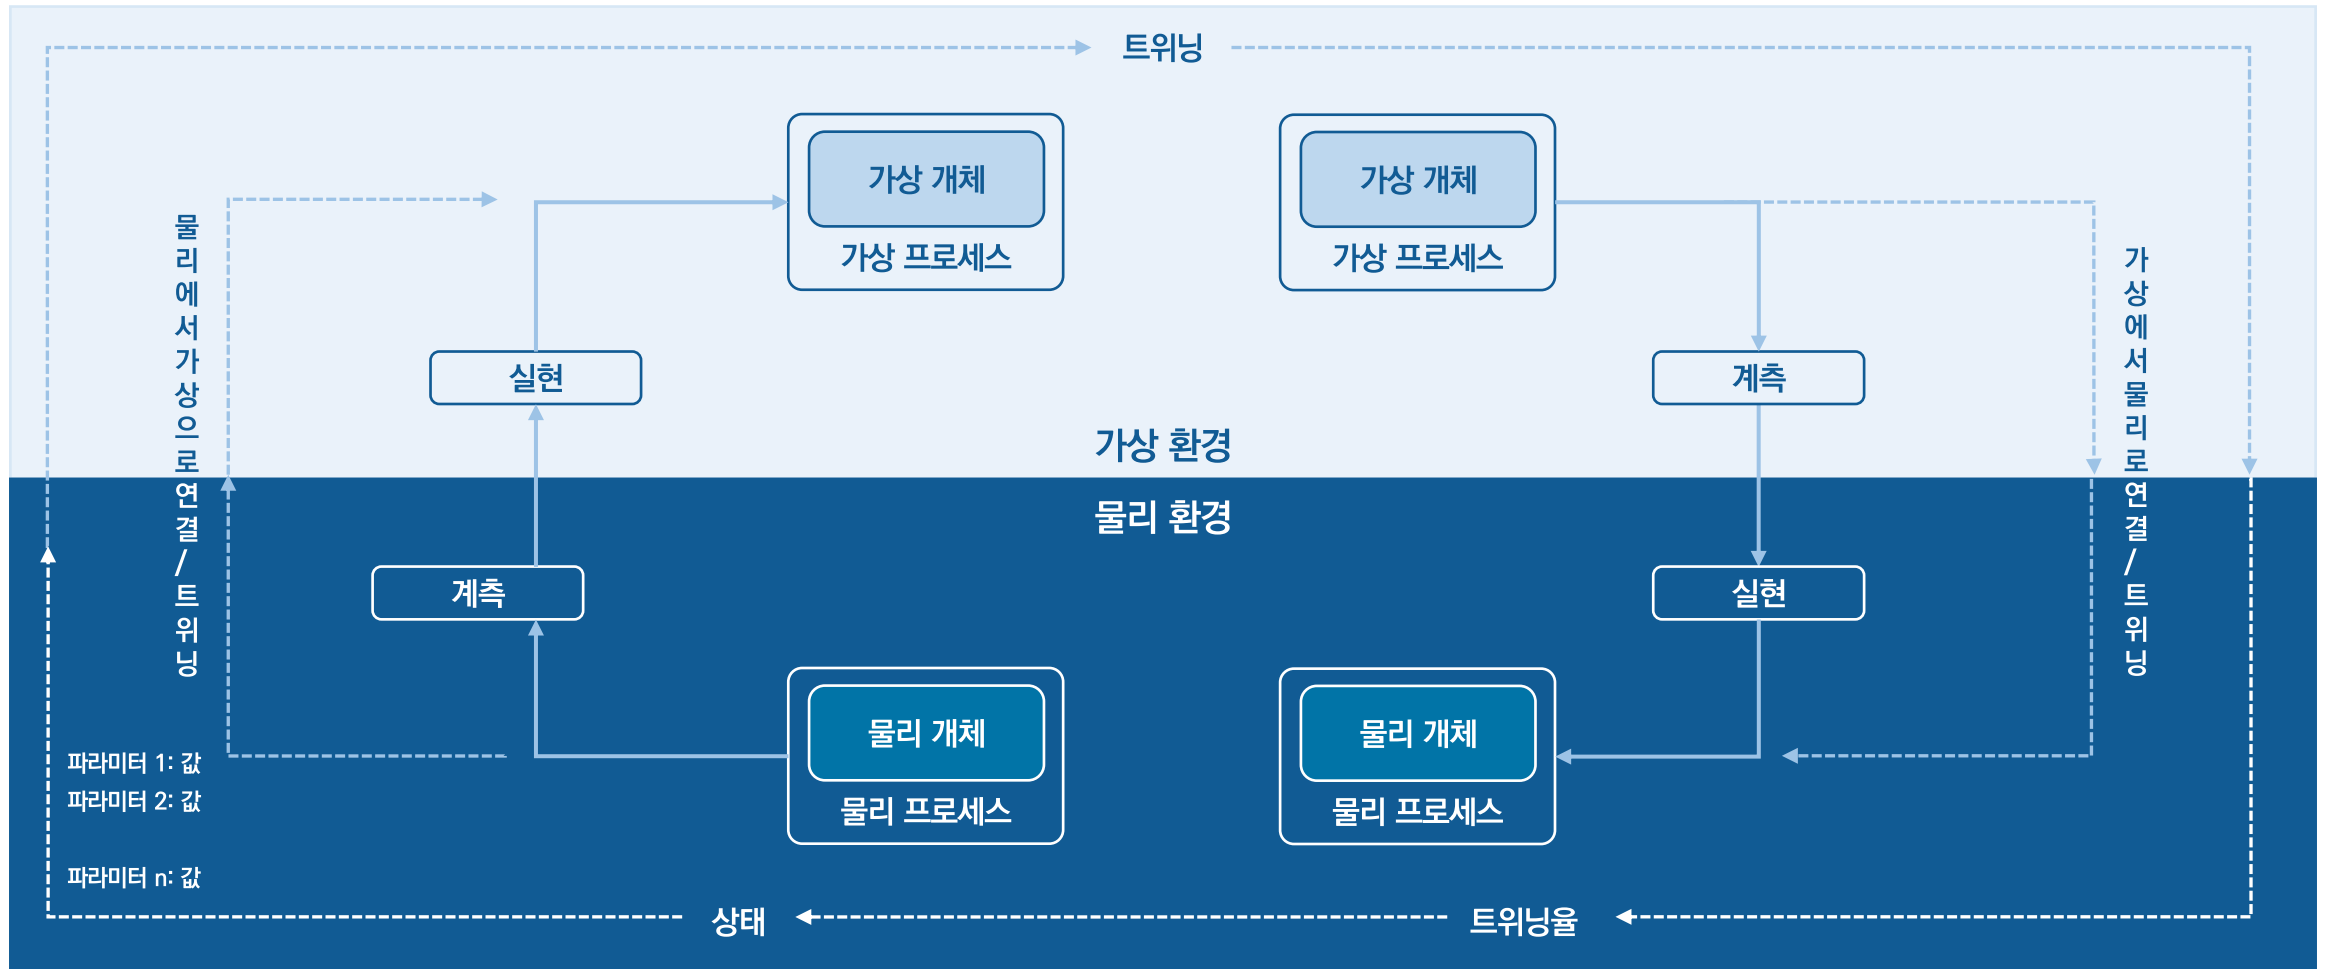 트위닝
가상 개체
가상 프로세스
가상 개체
가상 프로세스
물리에서가상으로연결/트위닝
가상에서물리로연결/트위닝
실현
계측
가상 환경
물리 환경
계측
실현
물리 개체
물리 프로세스
물리 개체
물리 프로세스
파라미터 1: 값
파라미터 2: 값
파라미터 n: 값
상태
트위닝율